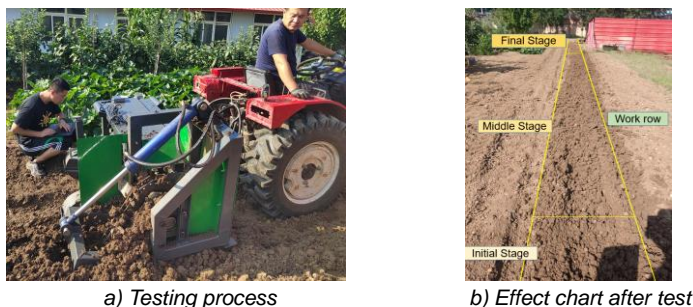 Final Stage
Work row
Middle Stage
Initial Stage
a) Testing process
b) Effect chart after test